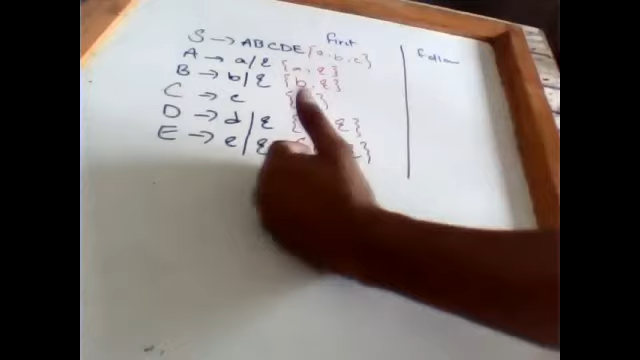 First
Follow
S → ABCDE {a, b, c}
A → a/ε {a, ε}
B → b/ε {b, ε}
C → c
D → d/ε ε}
E → e/ε }